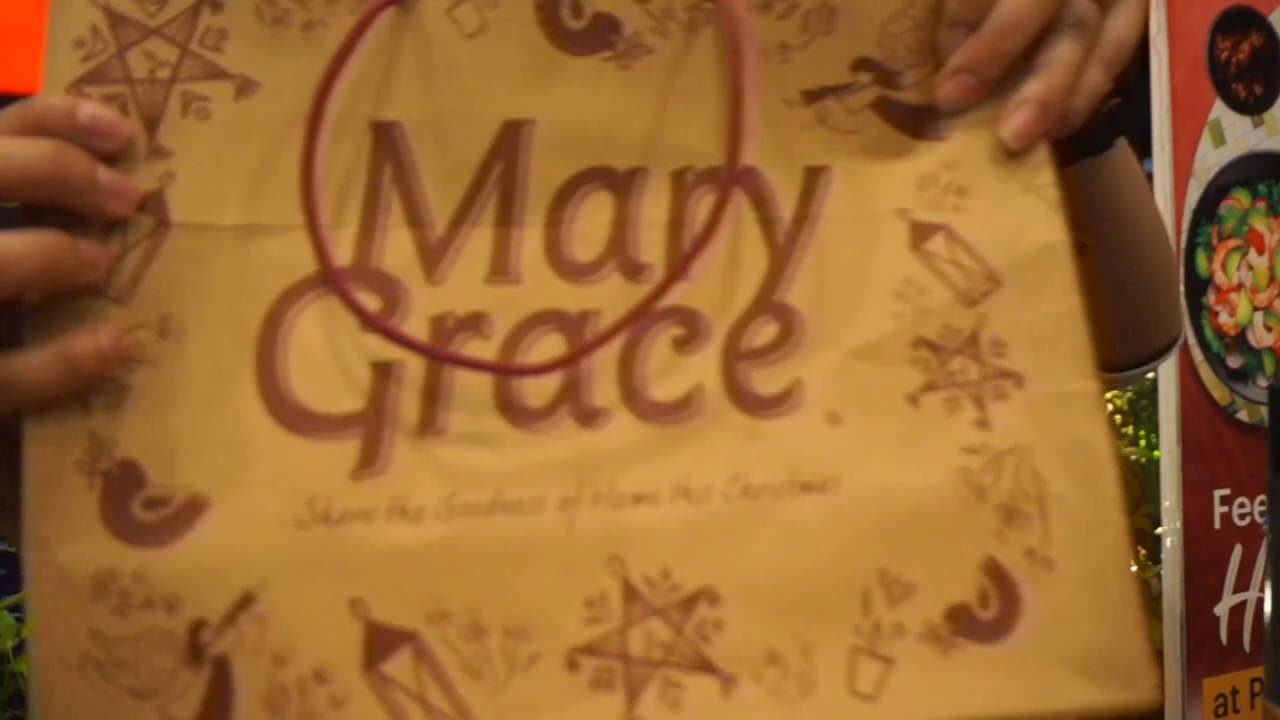 Mary
Grace
Share the Goodness of Home this Christmas
Fee
H
at P